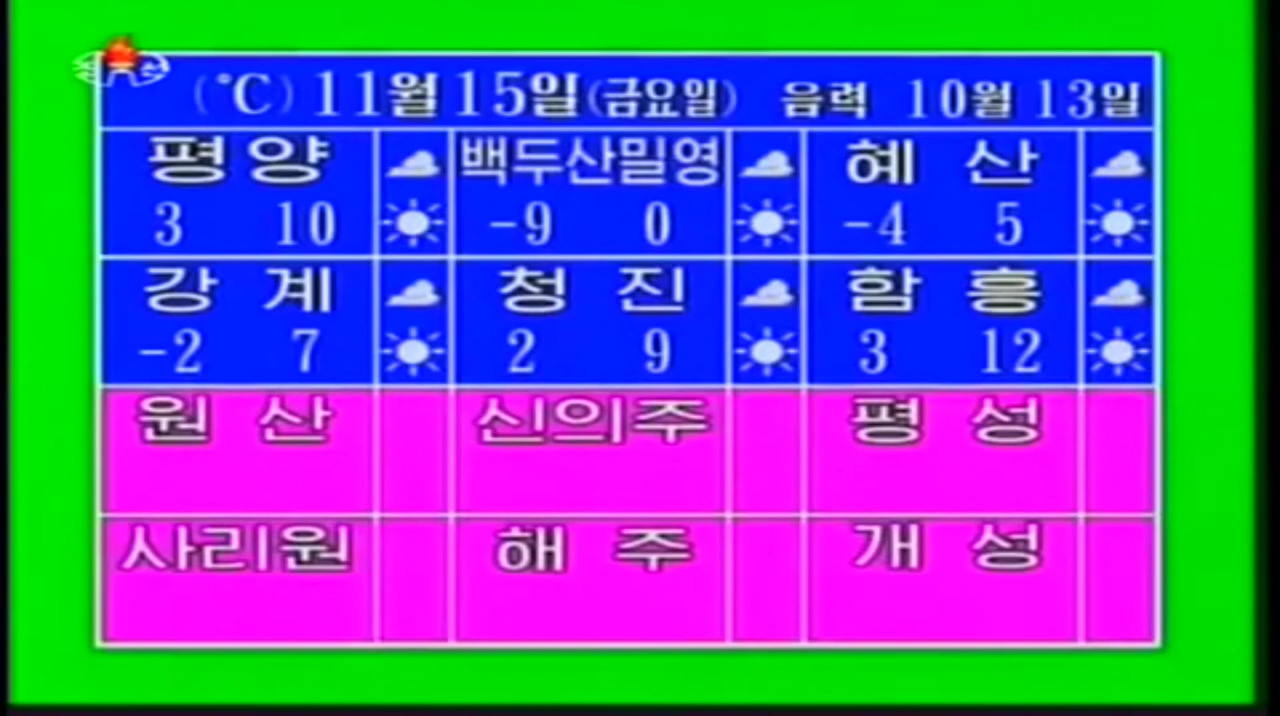 (℃) 11월 15일 (금요일) 음력 10월 13일
평양 백두산밀영 혜 산
3 10 -9 0 -4 5
강 계 청 진 함 흥
-2 7 2 9 3 12
원 산 신의주 평 성
사리원 해 주 개 성